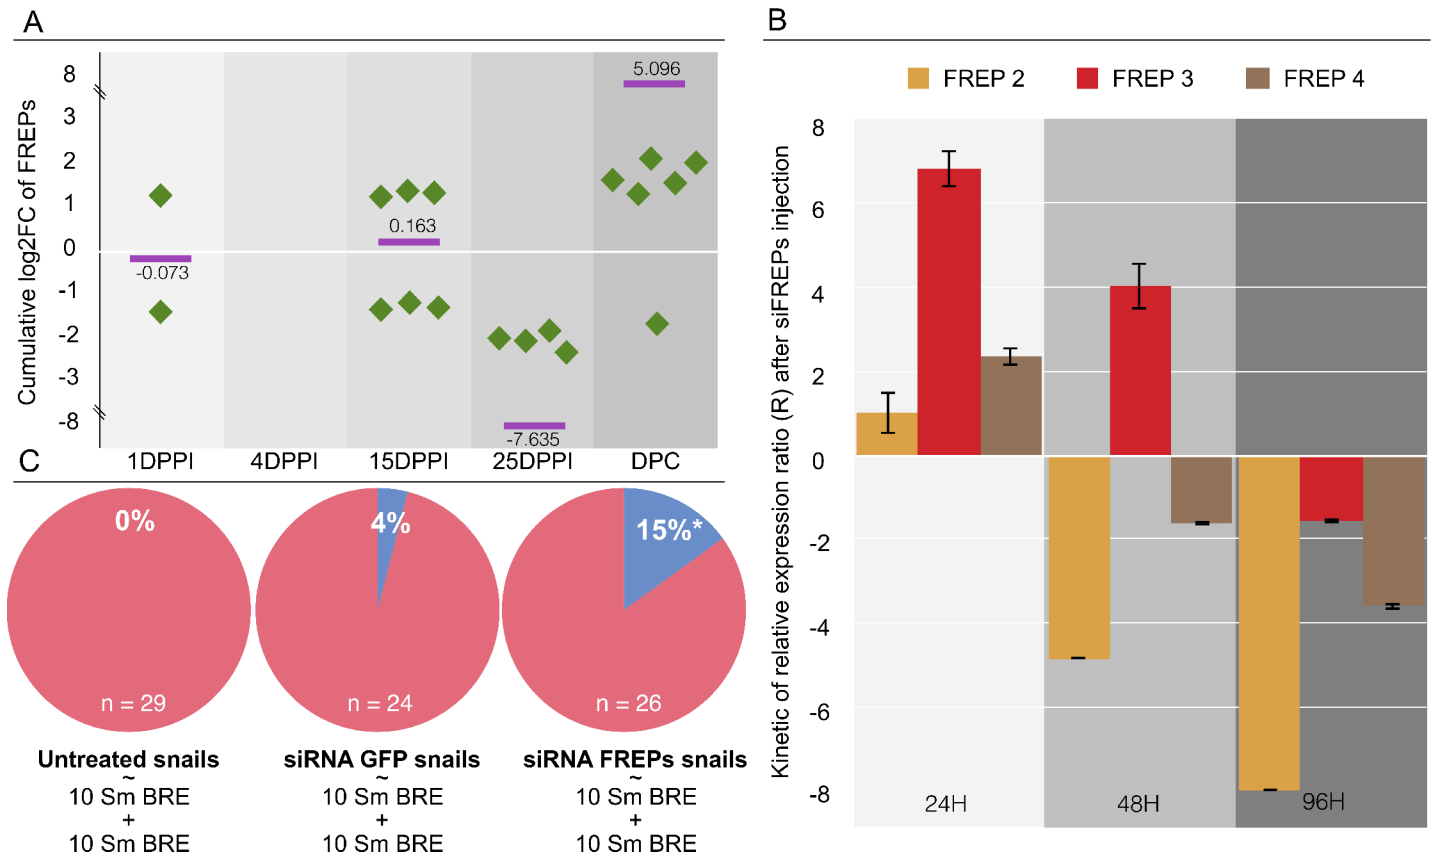 A
Cumulative log2FC of FREPs
8
3
2
1
0
-1
-2
-3
-8
5.096
0.163
-0.073
-7.635
1DPPI 4DPPI 15DPPI 25DPPI DPC
B
FREP 2 FREP 3 FREP 4
Kinetic of relative expression ratio (R) after siFREPs injection
8
6
4
2
0
-2
-4
-6
-8
24H 48H 96H
C
0% 4% 15%*
n = 29 n = 24 n = 26
Untreated snails siRNA GFP snails siRNA FREPs snails
~ ~ ~
10 Sm BRE 10 Sm BRE 10 Sm BRE
+ + +
10 Sm BRE 10 Sm BRE 10 Sm BRE